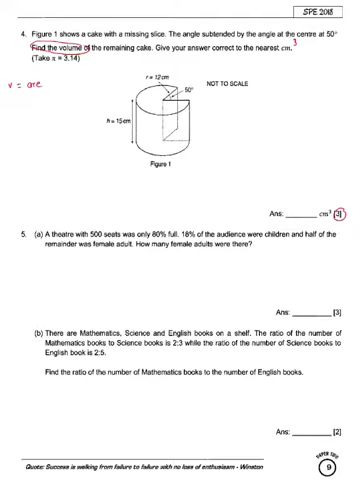 SPE 2018
4. Figure 1 shows a cake with a missing slice. The angle subtended by the angle at the centre at 50°
Find the volume of the remaining cake. Give your answer correct to the nearest cm.³
(Take π = 3.14)
v = are
r = 12cm
50°
NOT TO SCALE
h = 15cm
Figure 1
Ans: ________ cm³ [3]
5. (a) A theatre with 500 seats was only 80% full. 18% of the audience were children and half of the
remainder was female adult. How many female adults were there?
Ans: __________ [3]
(b) There are Mathematics, Science and English books on a shelf. The ratio of the number of
Mathematics books to Science books is 2:3 while the ratio of the number of Science books to
English book is 2:5.
Find the ratio of the number of Mathematics books to the number of English books.
Ans: __________ [2]
PAPER TWO
Quote: Success is walking from failure to failure with no loss of enthusiasm - Winston
9